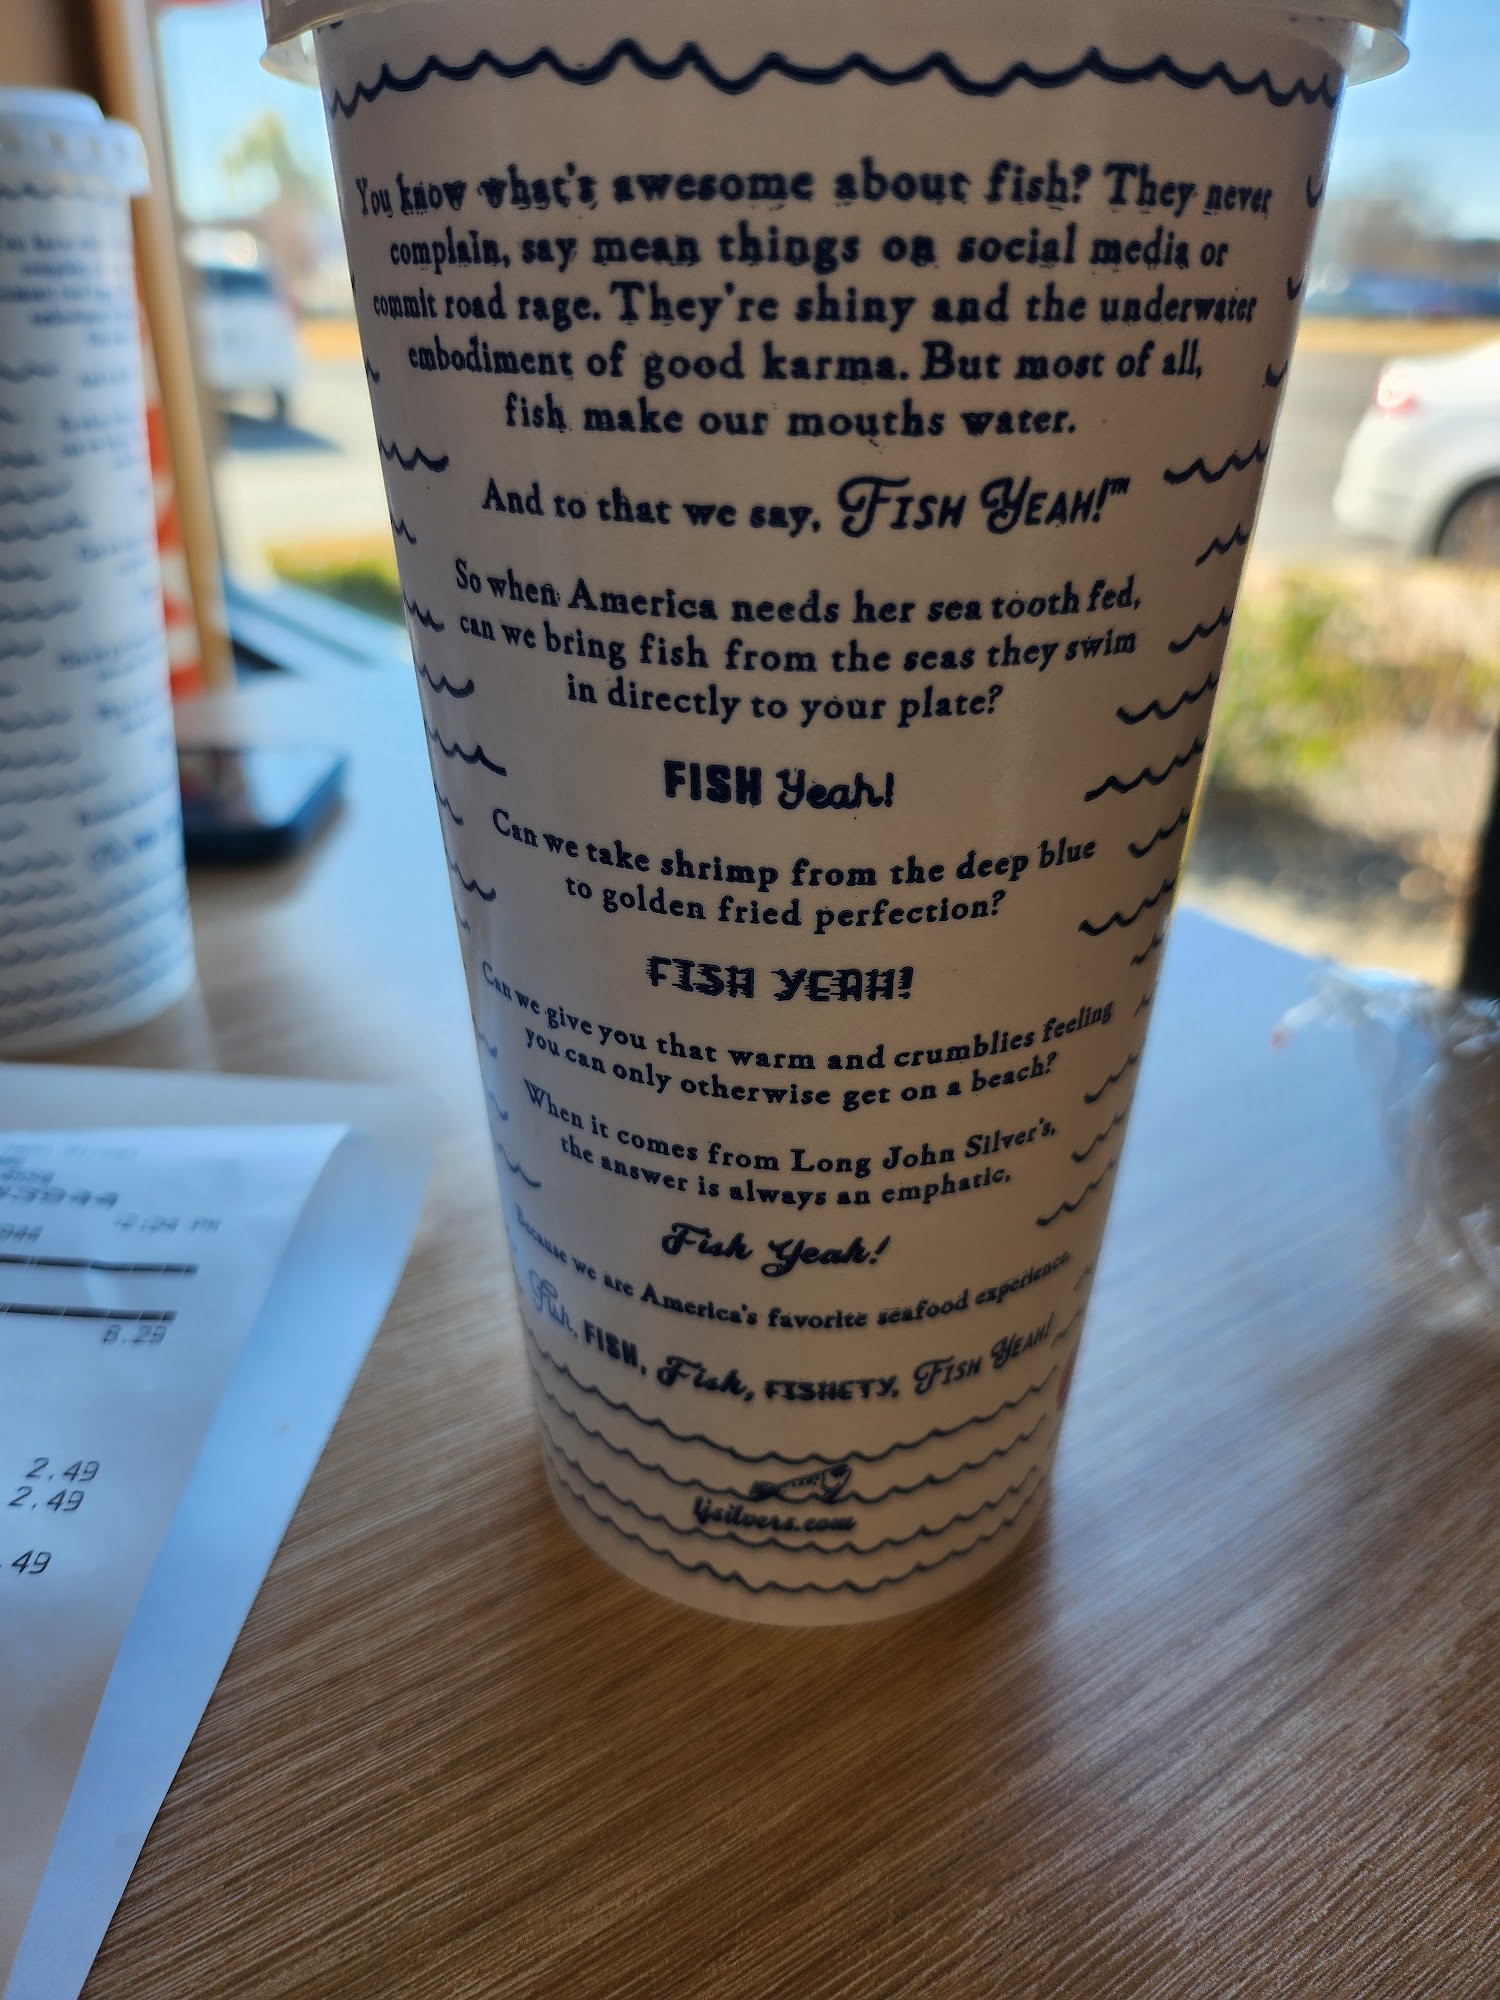 You know what's awesome about fish? They never
complain, say mean things on social media or
commit road rage. They're shiny and the underwater
embodiment of good karma. But most of all,
fish make our mouths water.
And to that we say, FISH YEAH!™
So when America needs her sea tooth fed,
can we bring fish from the seas they swim
in directly to your plate?
FISH Yeah!
Can we take shrimp from the deep blue
to golden fried perfection?
FISH YEAH!
Can we give you that warm and crumblies feeling
you can only otherwise get on a beach?
When it comes from Long John Silver's,
the answer is always an emphatic,
Fish Yeah!
Because we are America's favorite seafood experience.
Fish, FISH, Fish, FISHETY, FISH YEAH!
ljsilvers.com
12:24 PM
8.29
2.49
2.49
.49